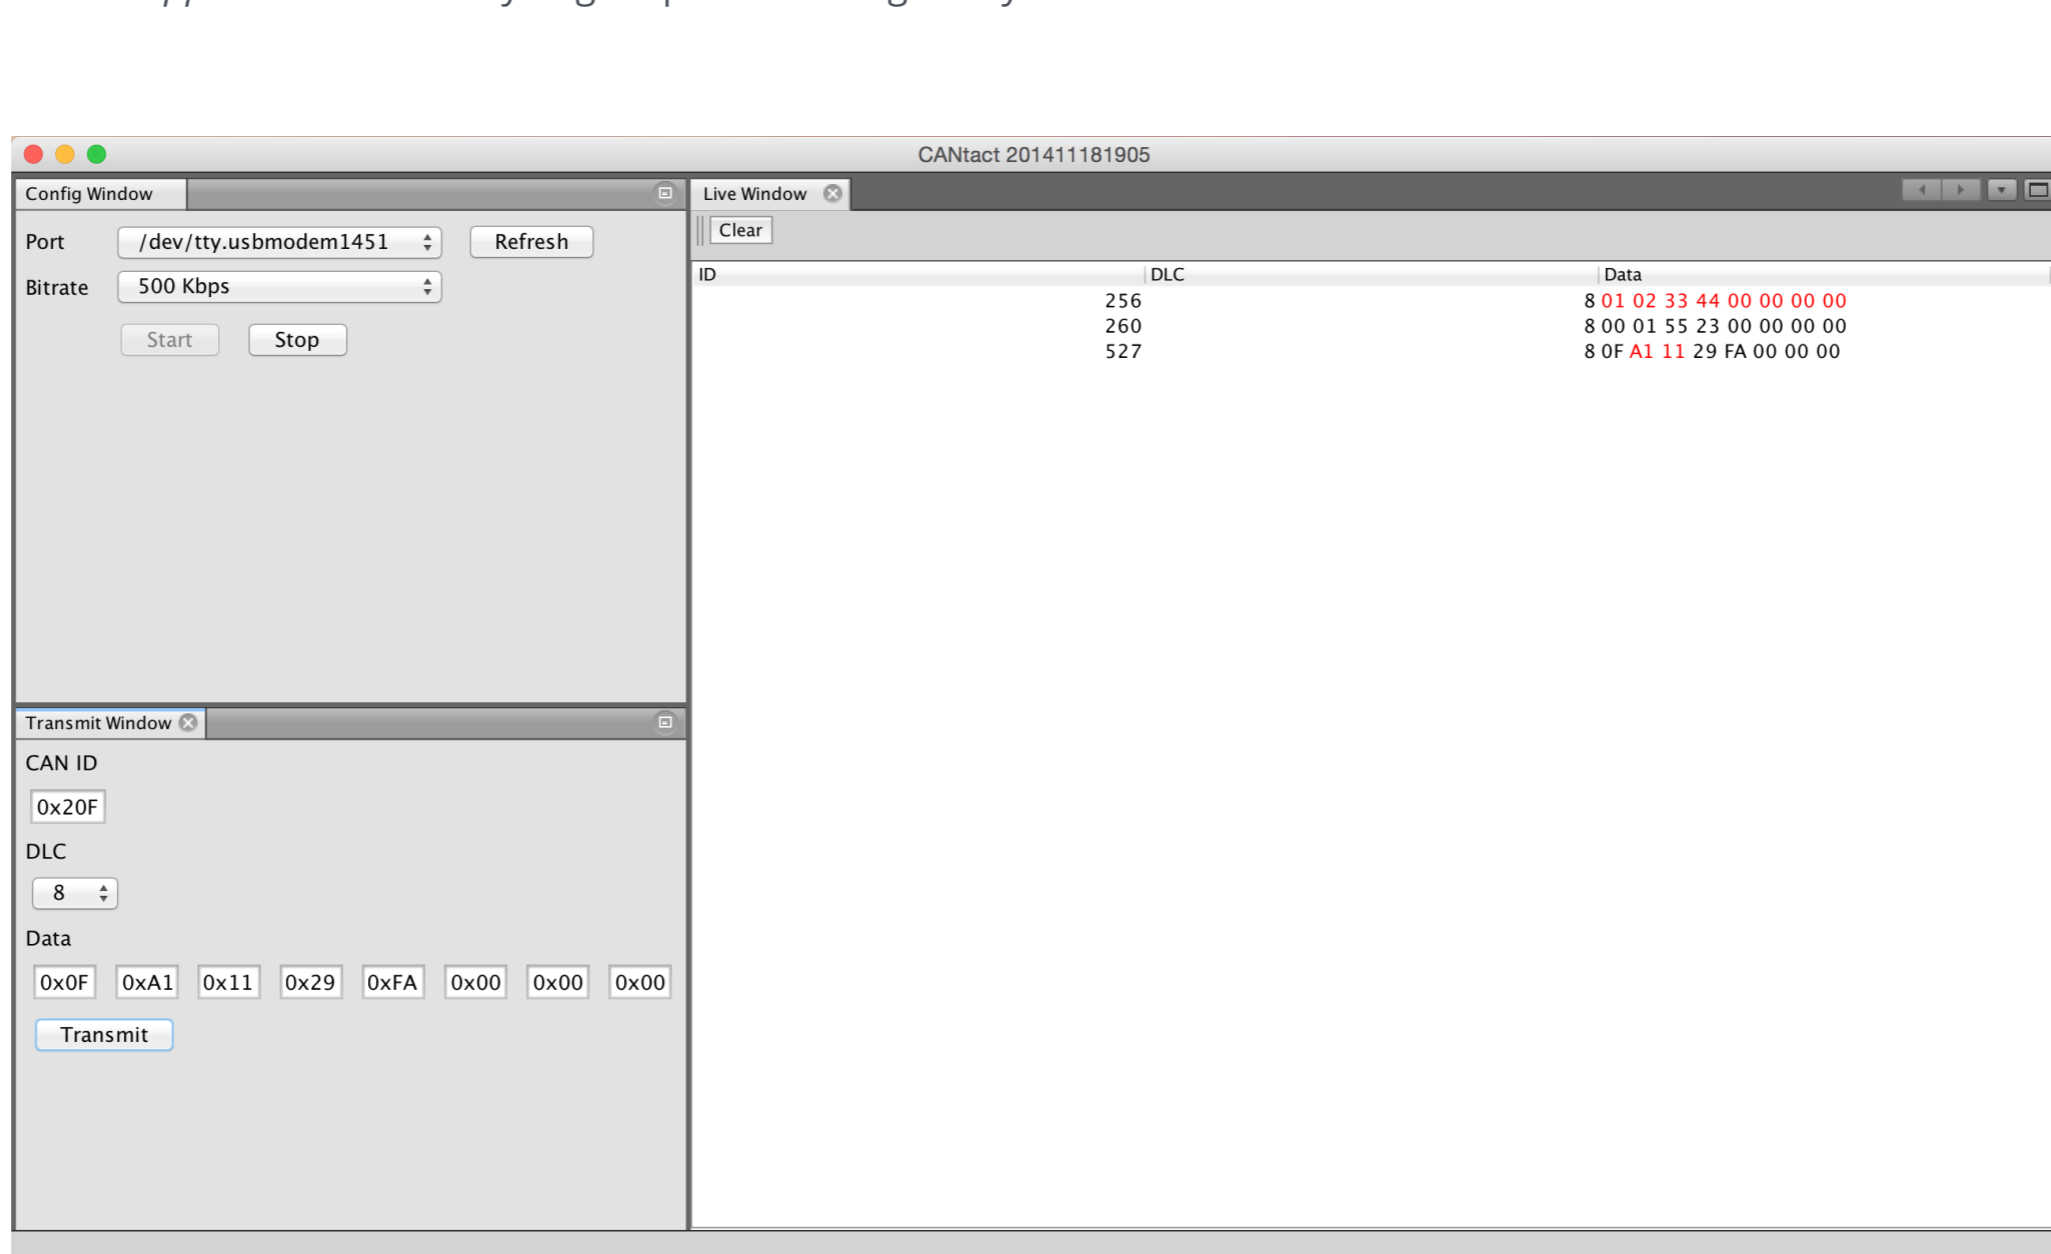 CANtact 201411181905
Config Window
Port /dev/tty.usbmodem1451 Refresh
Bitrate 500 Kbps
Start Stop
Transmit Window
CAN ID
0x20F
DLC
8
Data
0x0F 0xA1 0x11 0x29 0xFA 0x00 0x00 0x00
Transmit
Live Window
Clear
ID DLC Data
256 8 01 02 33 44 00 00 00 00
260 8 00 01 55 23 00 00 00 00
527 8 0F A1 11 29 FA 00 00 00